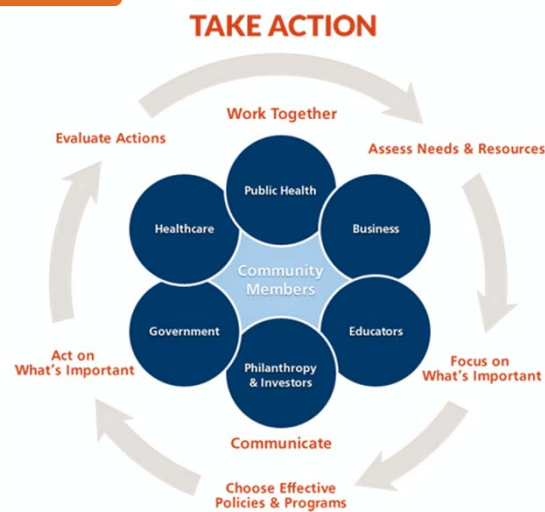 TAKE ACTION
Work Together
Evaluate Actions
Assess Needs & Resources
Public Health
Healthcare
Business
Community
Members
Government
Educators
Philanthropy
& Investors
Act on
What's Important
Focus on
What's Important
Communicate
Choose Effective
Policies & Programs